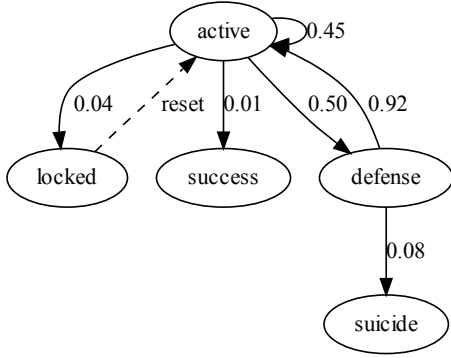 active
0.45
0.04
reset
0.01
0.50
0.92
locked
success
defense
0.08
suicide